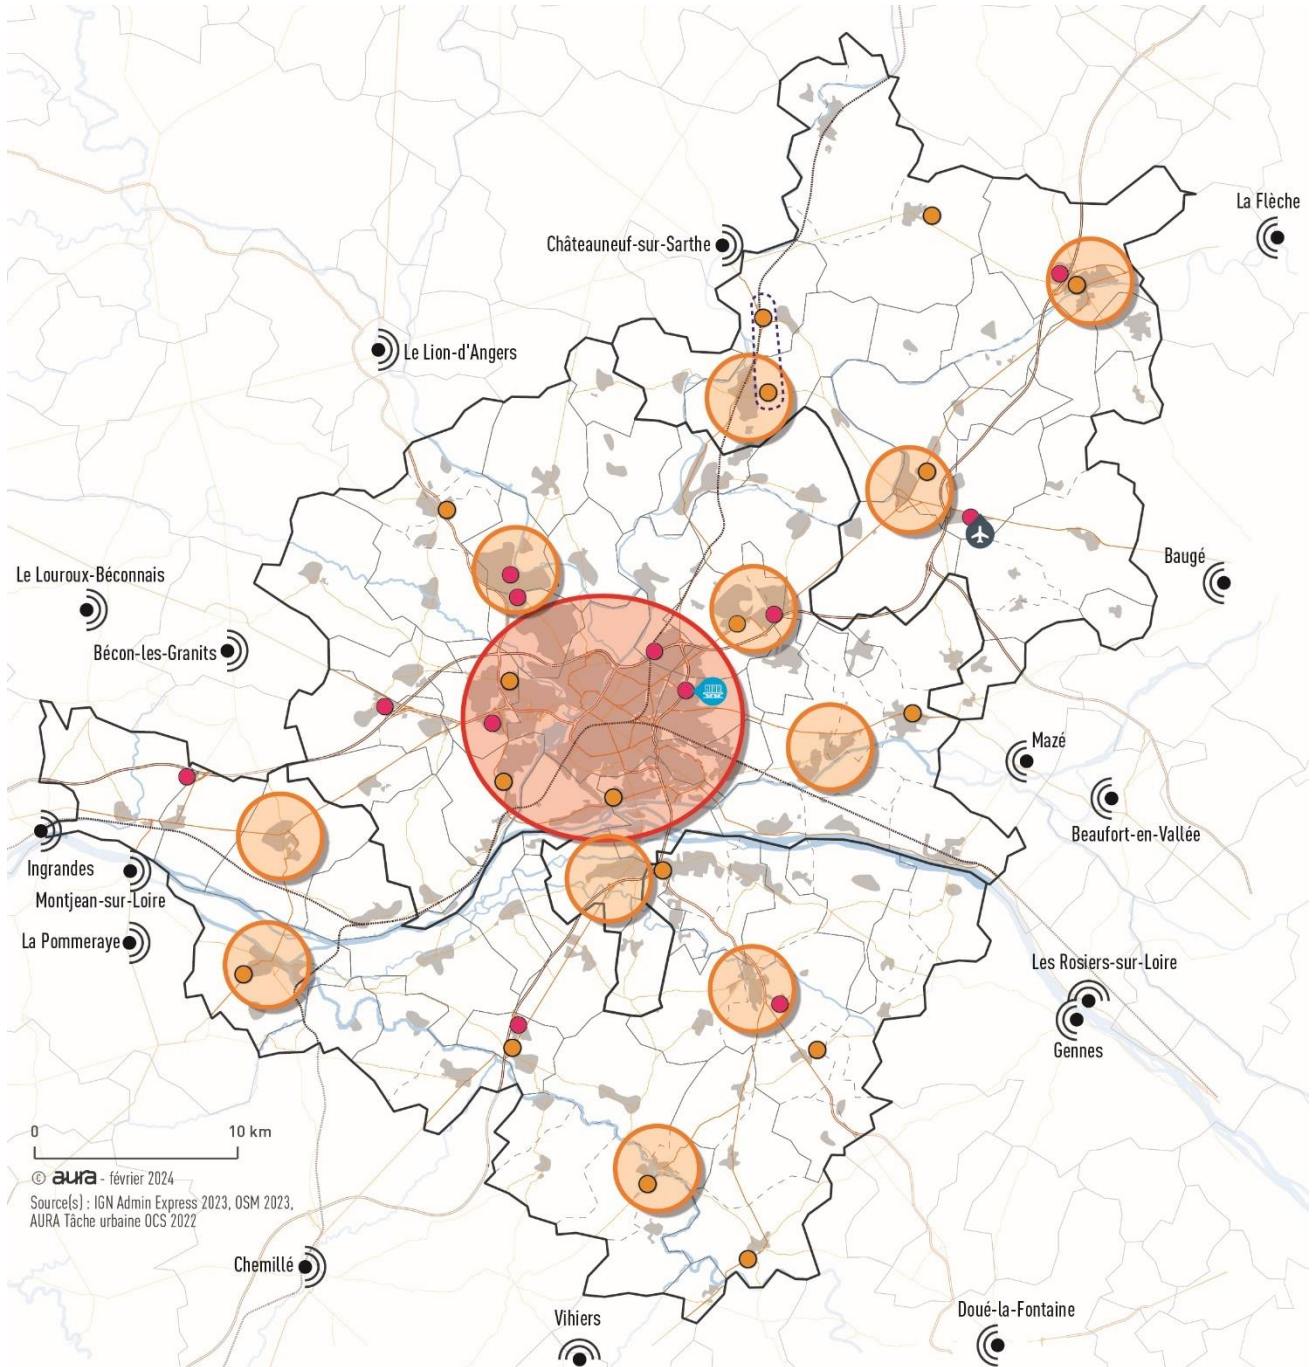 La Flèche
Châteauneuf-sur-Sarthe
Le Lion-d'Angers
Le Louroux-Béconnais
Baugé
Bécon-les-Granits
Mazé
Beaufort-en-Vallée
Ingrandes
Montjean-sur-Loire
La Pommeraye
Les Rosiers-sur-Loire
Gennes
0 10 km
© aura - février 2024
Source(s) : IGN Admin Express 2023, OSM 2023,
AURA Tâche urbaine OCS 2022
Chemillé
Vihiers
Doué-la-Fontaine